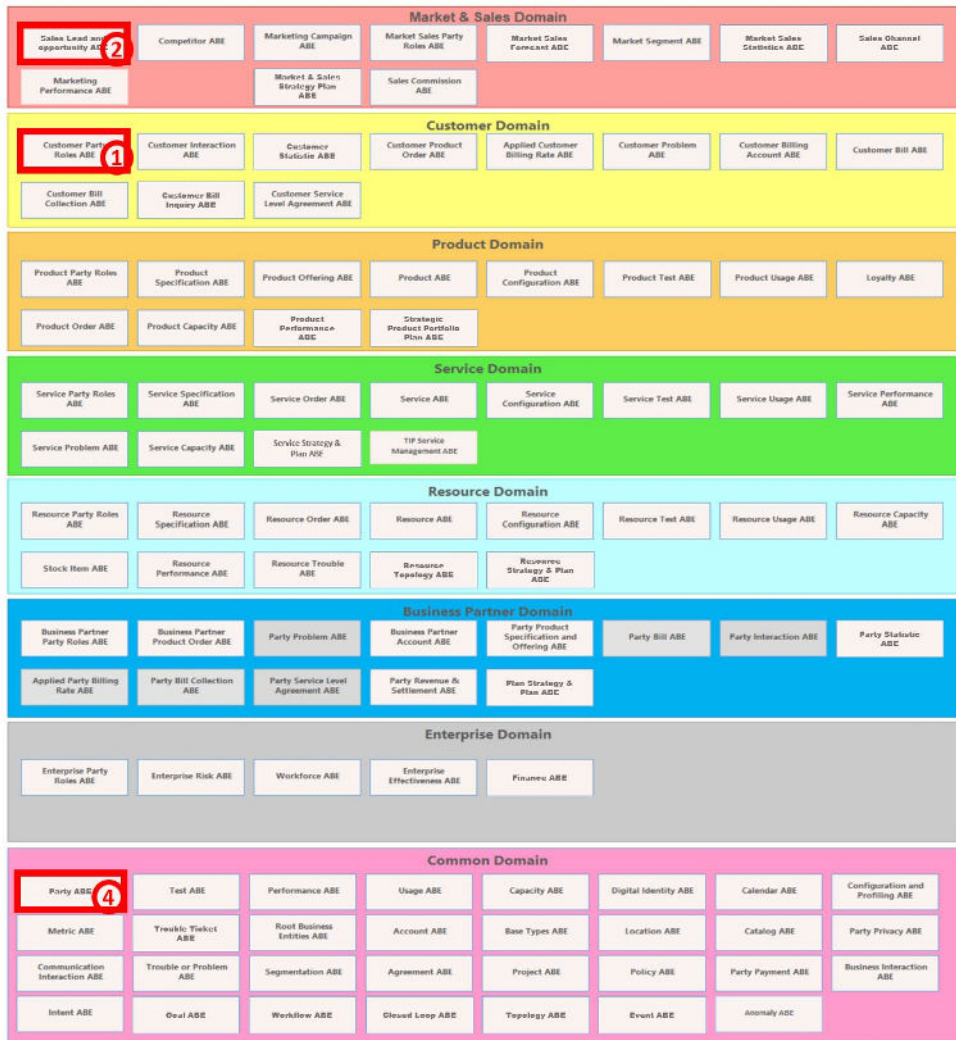 Market & Sales Domain
Sales Lead and
opportunity ABE
2
Competitor ABE
Marketing Campaign
ABE
Market Sales Party
Roles ABE
Market Sales
Forecast ABE
Market Segment ABE
Market Sales
Statistics ABE
Sales Channel
ABE
Marketing
Performance ABE
Market & Sales
Strategy Plan
ABE
Sales Commission
ABE
Customer Domain
Customer Party
Roles ABE
1
Customer Interaction
ABE
Customer
Statistic ABE
Customer Product
Order ABE
Applied Customer
Billing Rate ABE
Customer Problem
ABE
Customer Billing
Account ABE
Customer Bill ABE
Customer Bill
Collection ABE
Customer Bill
Inquiry ABE
Customer Service
Level Agreement ABE
Product Domain
Product Party Roles
ABE
Product
Specification ABE
Product Offering ABE
Product ABE
Product
Configuration ABE
Product Test ABE
Product Usage ABE
Loyalty ABE
Product Order ABE
Product Capacity ABE
Product
Performance
ABE
Strategic
Product Portfolio
Plan ABE
Service Domain
Service Party Roles
ABE
Service Specification
ABE
Service Order ABE
Service ABE
Service
Configuration ABE
Service Test ABE
Service Usage ABE
Service Performance
ABE
Service Problem ABE
Service Capacity ABE
Service Strategy &
Plan ABE
TIP Service
Management ABE
Resource Domain
Resource Party Roles
ABE
Resource
Specification ABE
Resource Order ABE
Resource ABE
Resource
Configuration ABE
Resource Test ABE
Resource Usage ABE
Resource Capacity
ABE
Stock Item ABE
Resource
Performance ABE
Resource Trouble
ABE
Resource
Topology ABE
Resource
Strategy & Plan
ABE
Business Partner Domain
Business Partner
Party Roles ABE
Business Partner
Product Order ABE
Party Problem ABE
Business Partner
Account ABE
Party Product
Specification and
Offering ABE
Party Bill ABE
Party Interaction ABE
Party Statistic
ABE
Applied Party Billing
Rate ABE
Party Bill Collection
ABE
Party Service Level
Agreement ABE
Party Revenue &
Settlement ABE
Plan Strategy &
Plan ABE
Enterprise Domain
Enterprise Party
Roles ABE
Enterprise Risk ABE
Workforce ABE
Enterprise
Effectiveness ABE
Finance ABE
Common Domain
Party ABE
4
Test ABE
Performance ABE
Usage ABE
Capacity ABE
Digital Identity ABE
Calendar ABE
Configuration and
Profiling ABE
Metric ABE
Trouble Ticket
ABE
Root Business
Entities ABE
Account ABE
Base Types ABE
Location ABE
Catalog ABE
Party Privacy ABE
Communication
Interaction ABE
Trouble or Problem
ABE
Segmentation ABE
Agreement ABE
Project ABE
Policy ABE
Party Payment ABE
Business Interaction
ABE
Intent ABE
Goal ABE
Workflow ABE
Closed Loop ABE
Topology ABE
Event ABE
Anomaly ABE